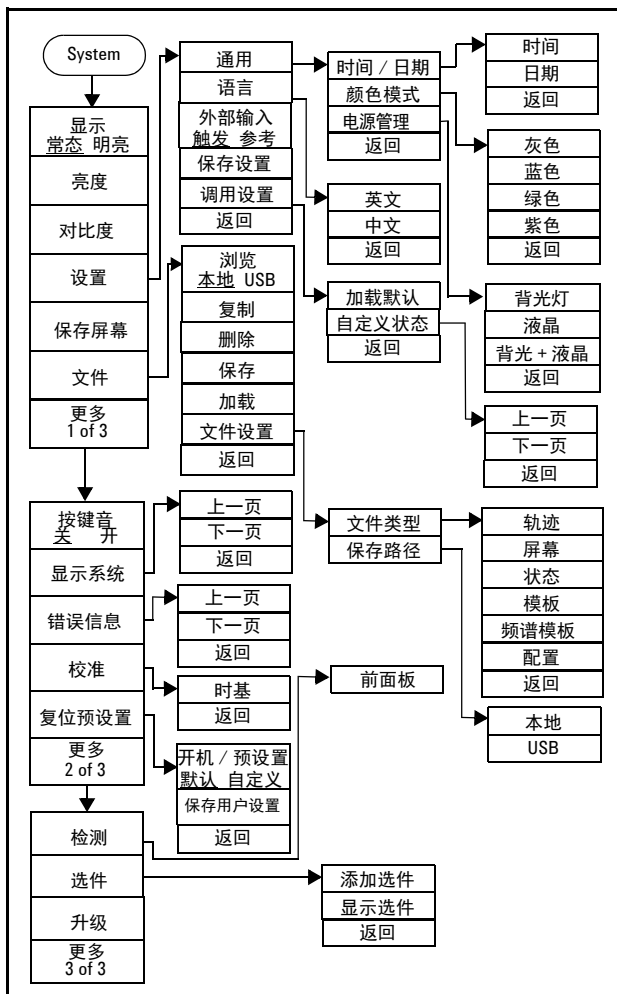 System
显示
常态 明亮
亮度
对比度
设置
保存屏幕
文件
更多
1 of 3
按键音
关 开
显示系统
错误信息
校准
复位预设置
更多
2 of 3
检测
选件
升级
更多
3 of 3
通用
语言
外部输入
触发 参考
保存设置
调用设置
返回
浏览
本地 USB
复制
删除
保存
加载
文件设置
返回
上一页
下一页
返回
上一页
下一页
返回
时基
返回
开机 / 预设置
默认 自定义
保存用户设置
返回
时间 / 日期
颜色模式
电源管理
返回
英文
中文
返回
加载默认
自定义状态
返回
文件类型
保存路径
前面板
添加选件
显示选件
返回
时间
日期
返回
灰色
蓝色
绿色
紫色
返回
背光灯
液晶
背光 + 液晶
返回
上一页
下一页
返回
轨迹
屏幕
状态
模板
频谱模板
配置
返回
本地
USB